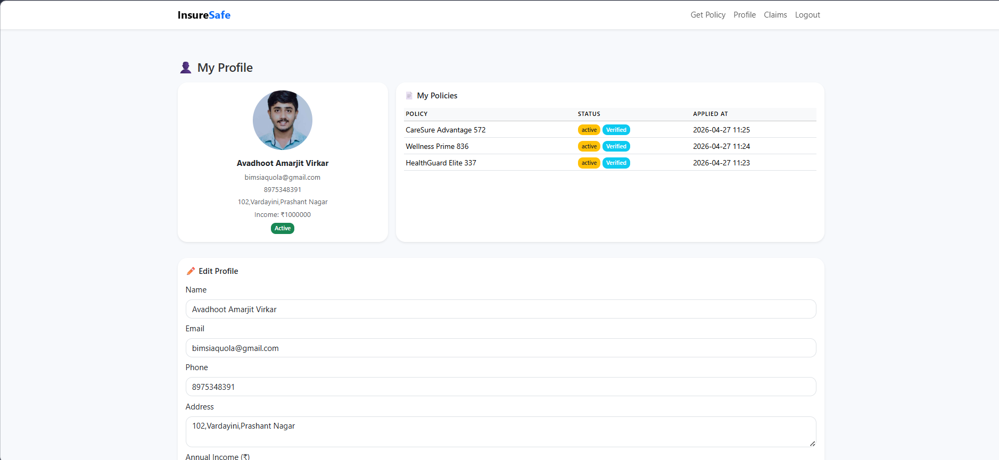 InsureSafe
Get Policy Profile Claims Logout
My Profile
Avadhoot Amarjit Virkar
bimsiaquola@gmail.com
8975348391
102,Vardayini,Prashant Nagar
Income: ₹1000000
Active
My Policies
POLICY STATUS APPLIED AT
CareSure Advantage 572 active Verified 2026-04-27 11:25
Wellness Prime 836 active Verified 2026-04-27 11:24
HealthGuard Elite 337 active Verified 2026-04-27 11:23
Edit Profile
Name
Avadhoot Amarjit Virkar
Email
bimsiaquola@gmail.com
Phone
8975348391
Address
102,Vardayini,Prashant Nagar
Annual Income (₹)